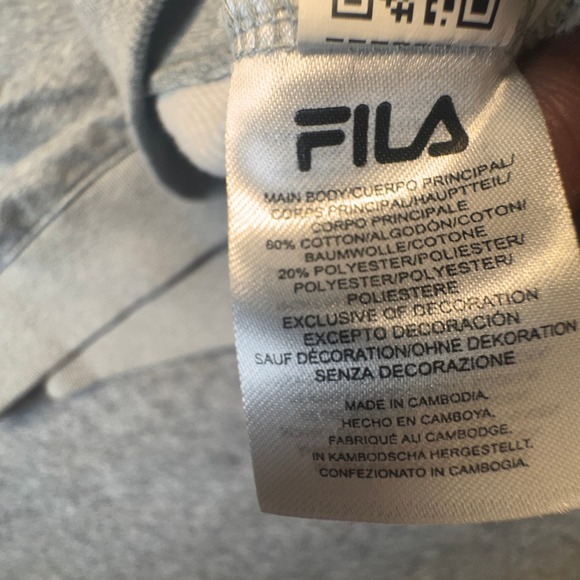 FILA
MAIN BODY/CUERPO PRINCIPAL/
CORPS PRINCIPAL/HAUPTTEIL/
CORPO PRINCIPALE
80% COTTON/ALGODÓN/COTON/
BAUMWOLLE/COTONE
20% POLYESTER/POLIESTER/
POLYESTER/POLYESTER/
POLIESTERE
EXCLUSIVE OF DECORATION
EXCEPTO DECORACIÓN
SAUF DÉCORATION/OHNE DEKORATION
SENZA DECORAZIONE
MADE IN CAMBODIA.
HECHO EN CAMBOYA.
FABRIQUÉ AU CAMBODGE.
IN KAMBODSCHA HERGESTELLT.
CONFEZIONATO IN CAMBOGIA.